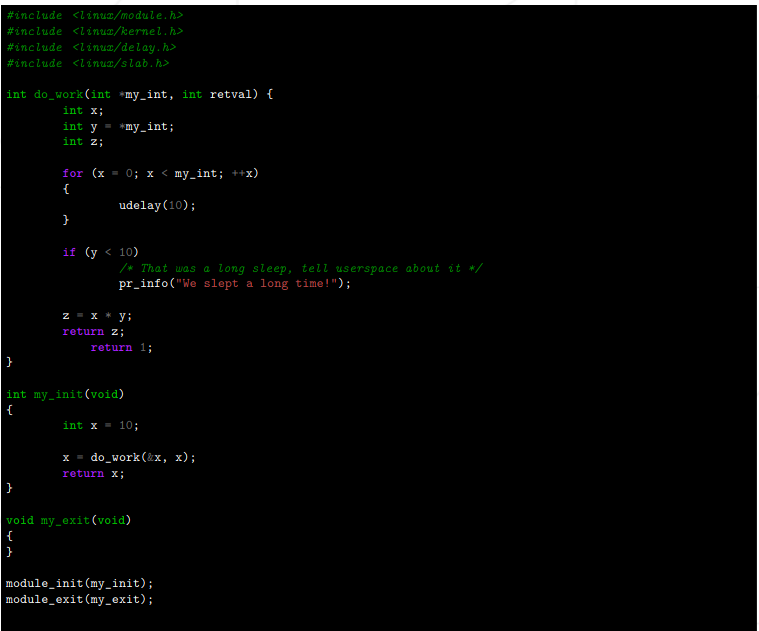 #include <linux/module.h>
#include <linux/kernel.h>
#include <linux/delay.h>
#include <linux/slab.h>

int do_work(int *my_int, int retval) {
        int x;
        int y = *my_int;
        int z;

        for (x = 0; x < my_int; ++x)
        {
                udelay(10);
        }

        if (y < 10)
                /* That was a long sleep, tell userspace about it */
                pr_info("We slept a long time!");

        z = x * y;
        return z;
            return 1;
}

int my_init(void)
{
        int x = 10;

        x = do_work(&x, x);
        return x;
}

void my_exit(void)
{
}

module_init(my_init);
module_exit(my_exit);